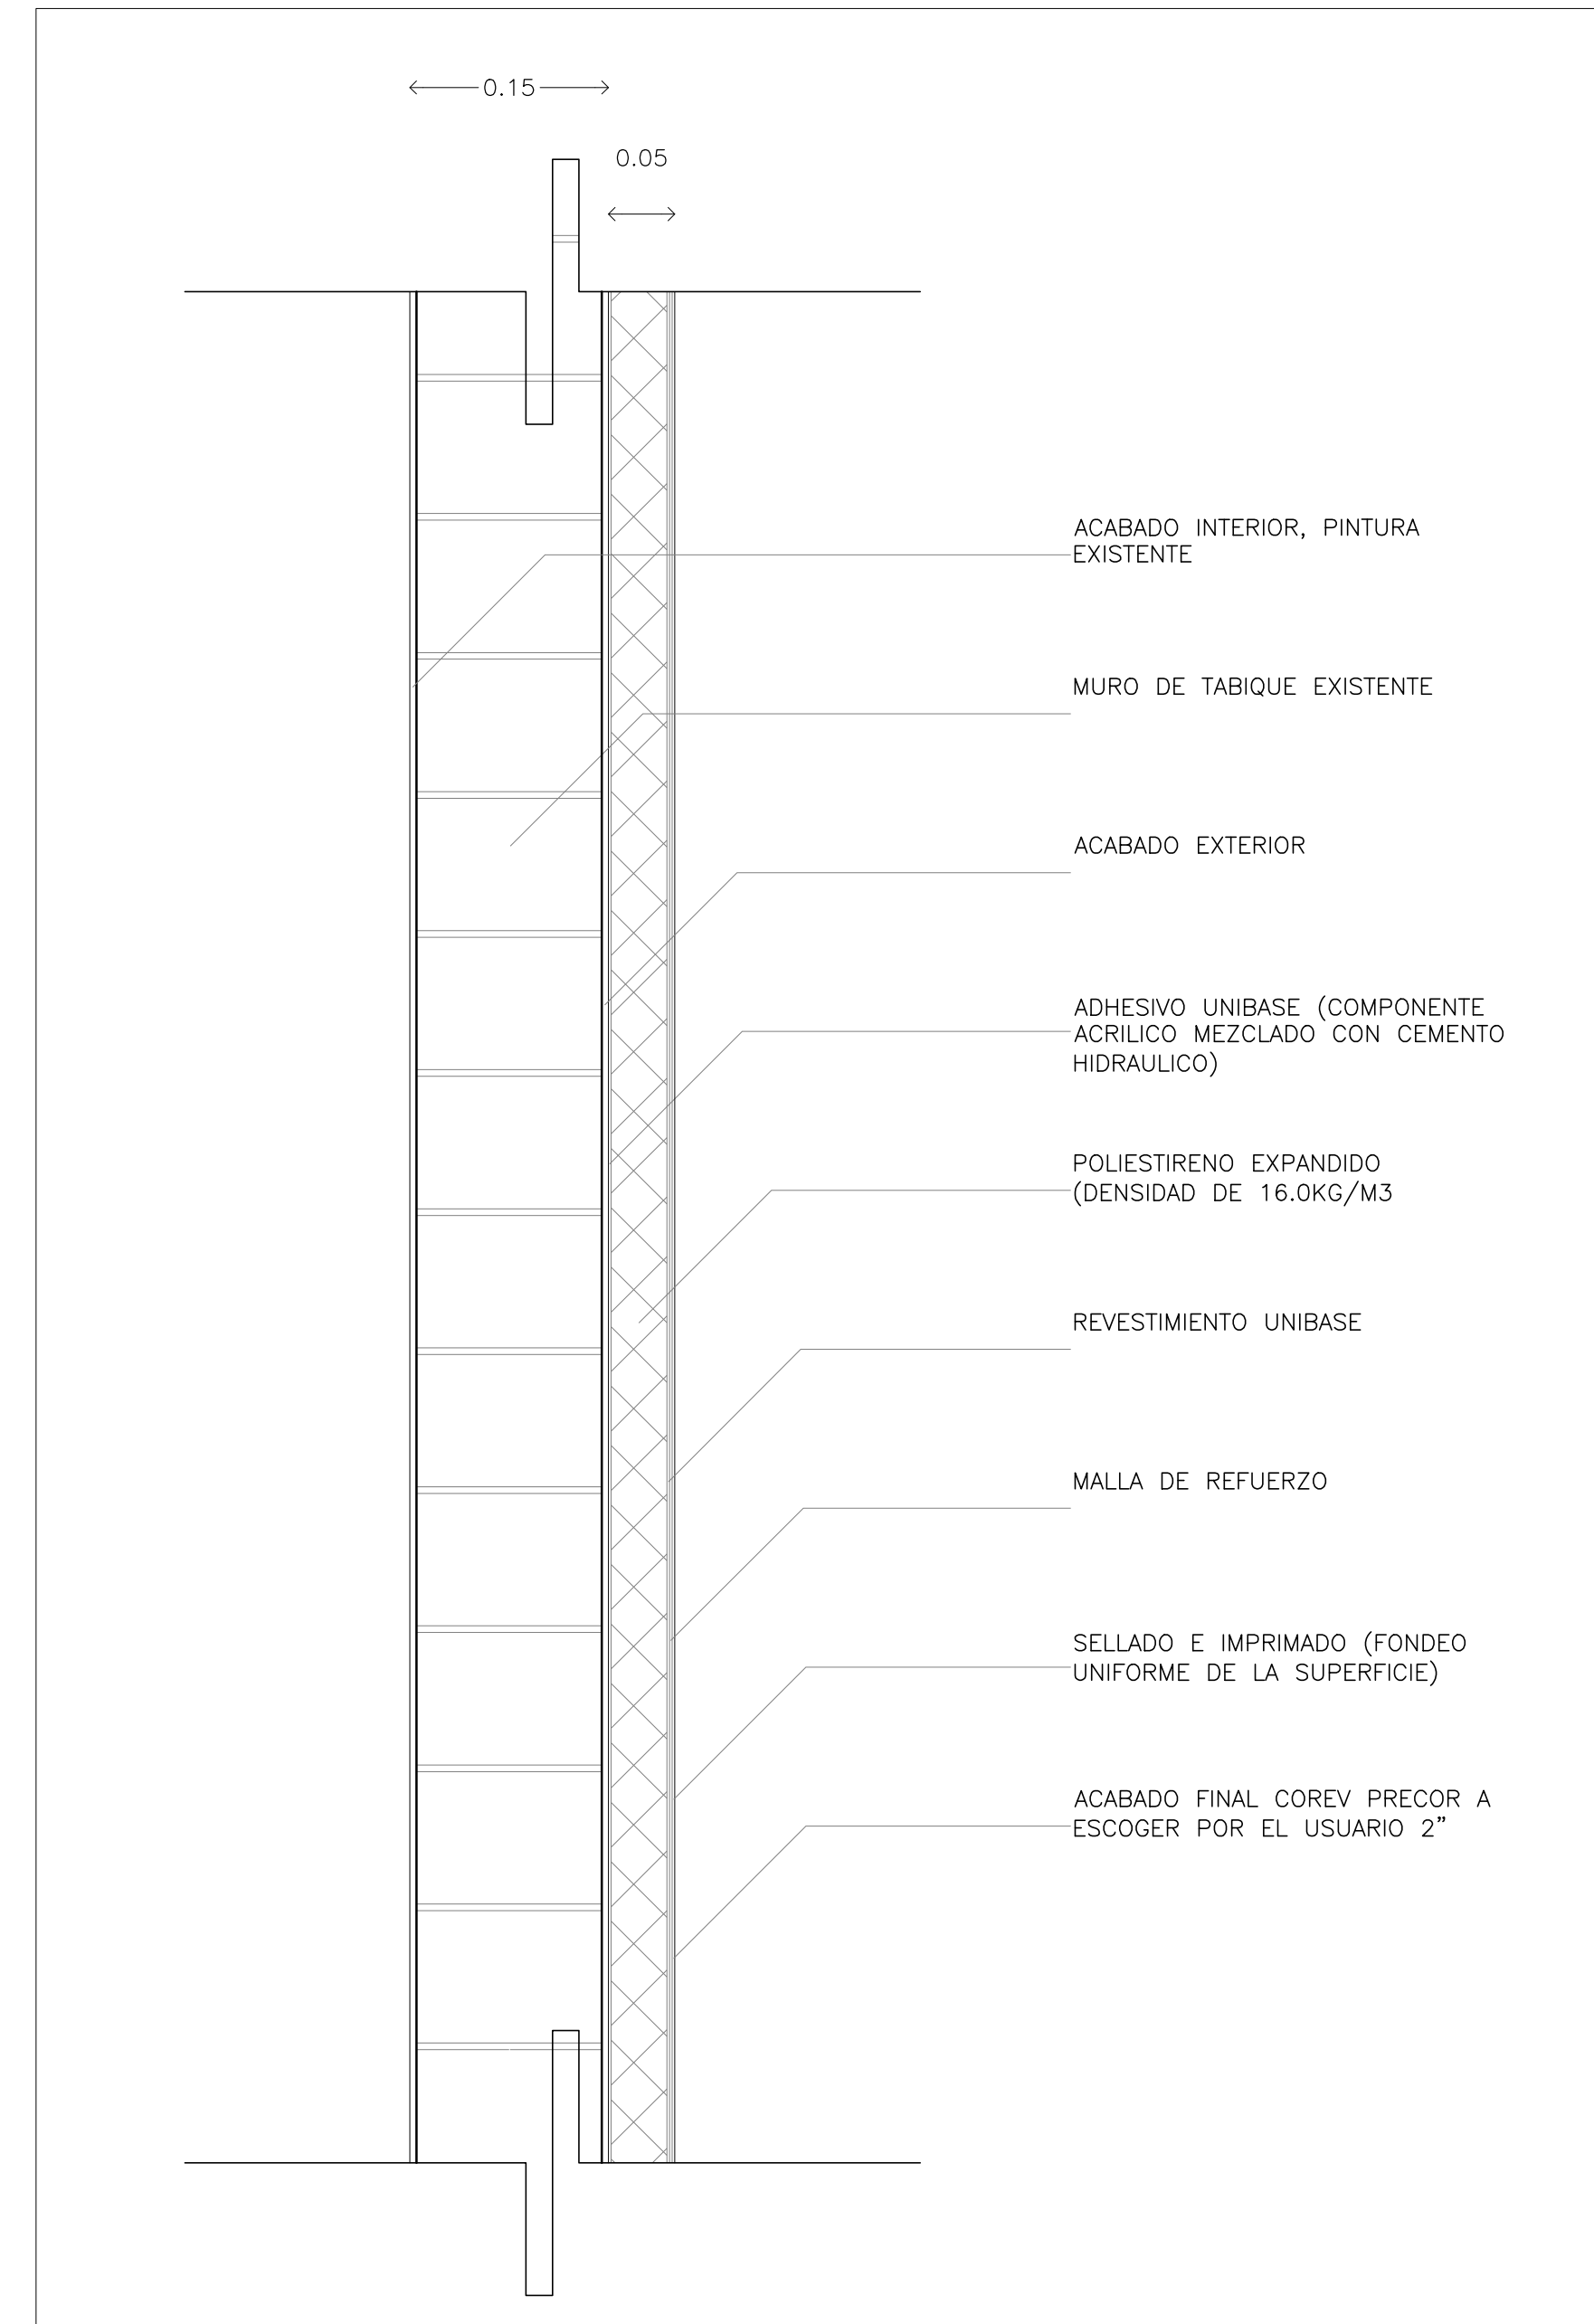 0.15
0.05
ACABADO INTERIOR, PINTURA
EXISTENTE
MURO DE TABIQUE EXISTENTE
ACABADO EXTERIOR
ADHESIVO UNIBASE (COMPONENTE
ACRILICO MEZCLADO CON CEMENTO
HIDRAULICO)
POLIESTIRENO EXPANDIDO
(DENSIDAD DE 16.0KG/M3
REVESTIMIENTO UNIBASE
MALLA DE REFUERZO
SELLADO E IMPRIMADO (FONDEO
UNIFORME DE LA SUPERFICIE)
ACABADO FINAL COREV PRECOR A
ESCOGER POR EL USUARIO 2”